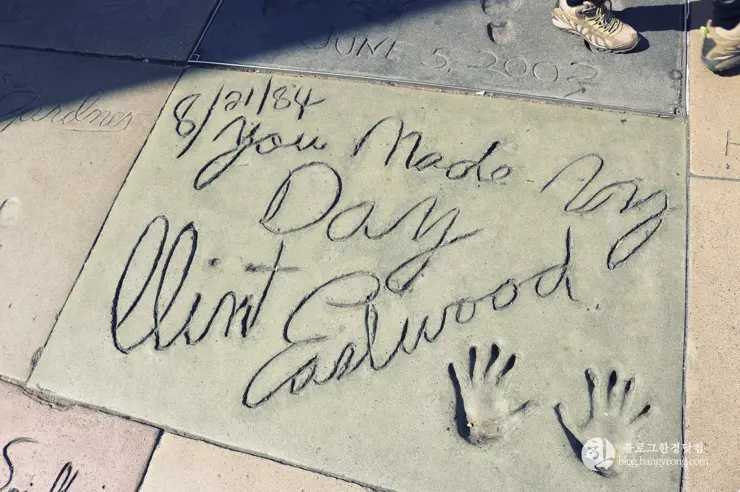 JUNE 5, 2002
Gardner
8/21/84
You Made My
Day
Clint
Eastwood
블로그한경닷컴
blog.hangyeong.com